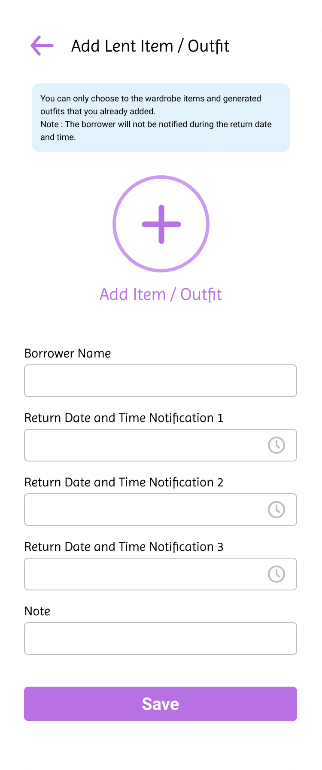 Add Lent Item / Outfit
You can only choose to the wardrobe items and generated
outfits that you already added.
Note : The borrower will not be notified during the return date
and time.
Add Item / Outfit
Borrower Name
Return Date and Time Notification 1
Return Date and Time Notification 2
Return Date and Time Notification 3
Note
Save